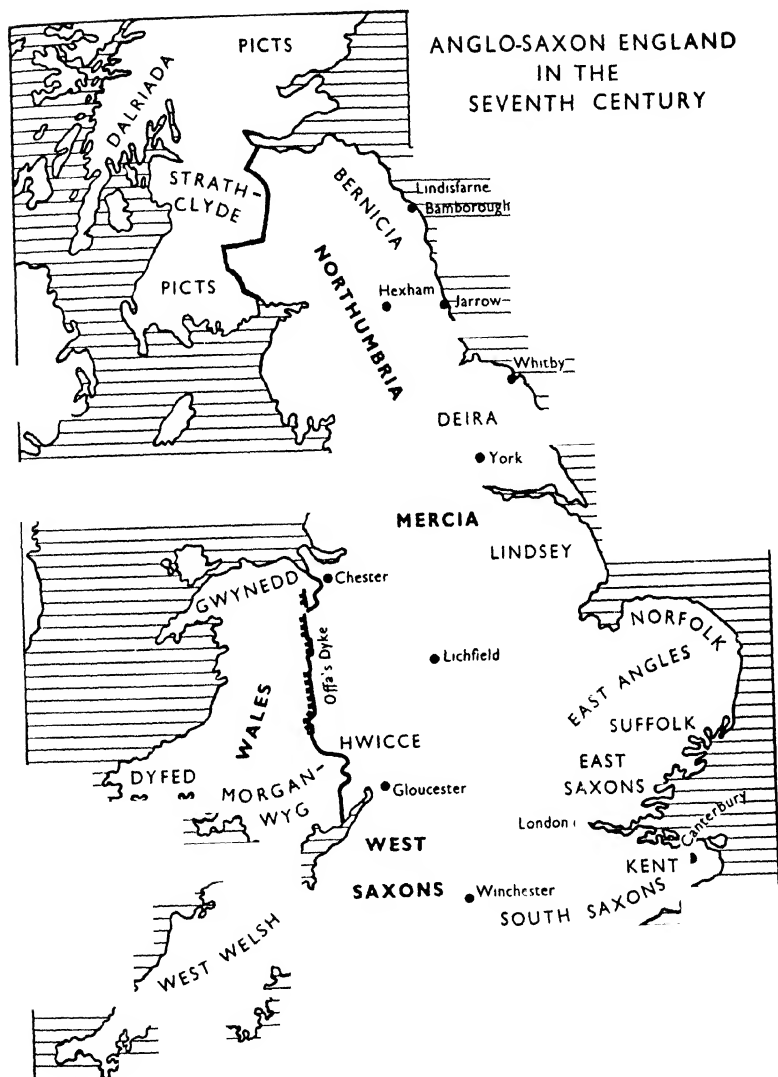 ANGLO-SAXON ENGLAND
IN THE
SEVENTH CENTURY
PICTS
DALRIADA
STRATH-
CLYDE
BERNICIA
Lindisfarne
Bamborough
PICTS
NORTHUMBRIA
Hexham
Jarrow
Whitby
DEIRA
York
MERCIA
LINDSEY
GWYNEDD
Chester
Offa's Dyke
Lichfield
NORFOLK
EAST ANGLES
SUFFOLK
WALES
HWICCE
EAST
SAXONS
DYFED
MORGAN-
WYG
Gloucester
London
Canterbury
WEST
SAXONS
KENT
Winchester
SOUTH SAXONS
WEST WELSH